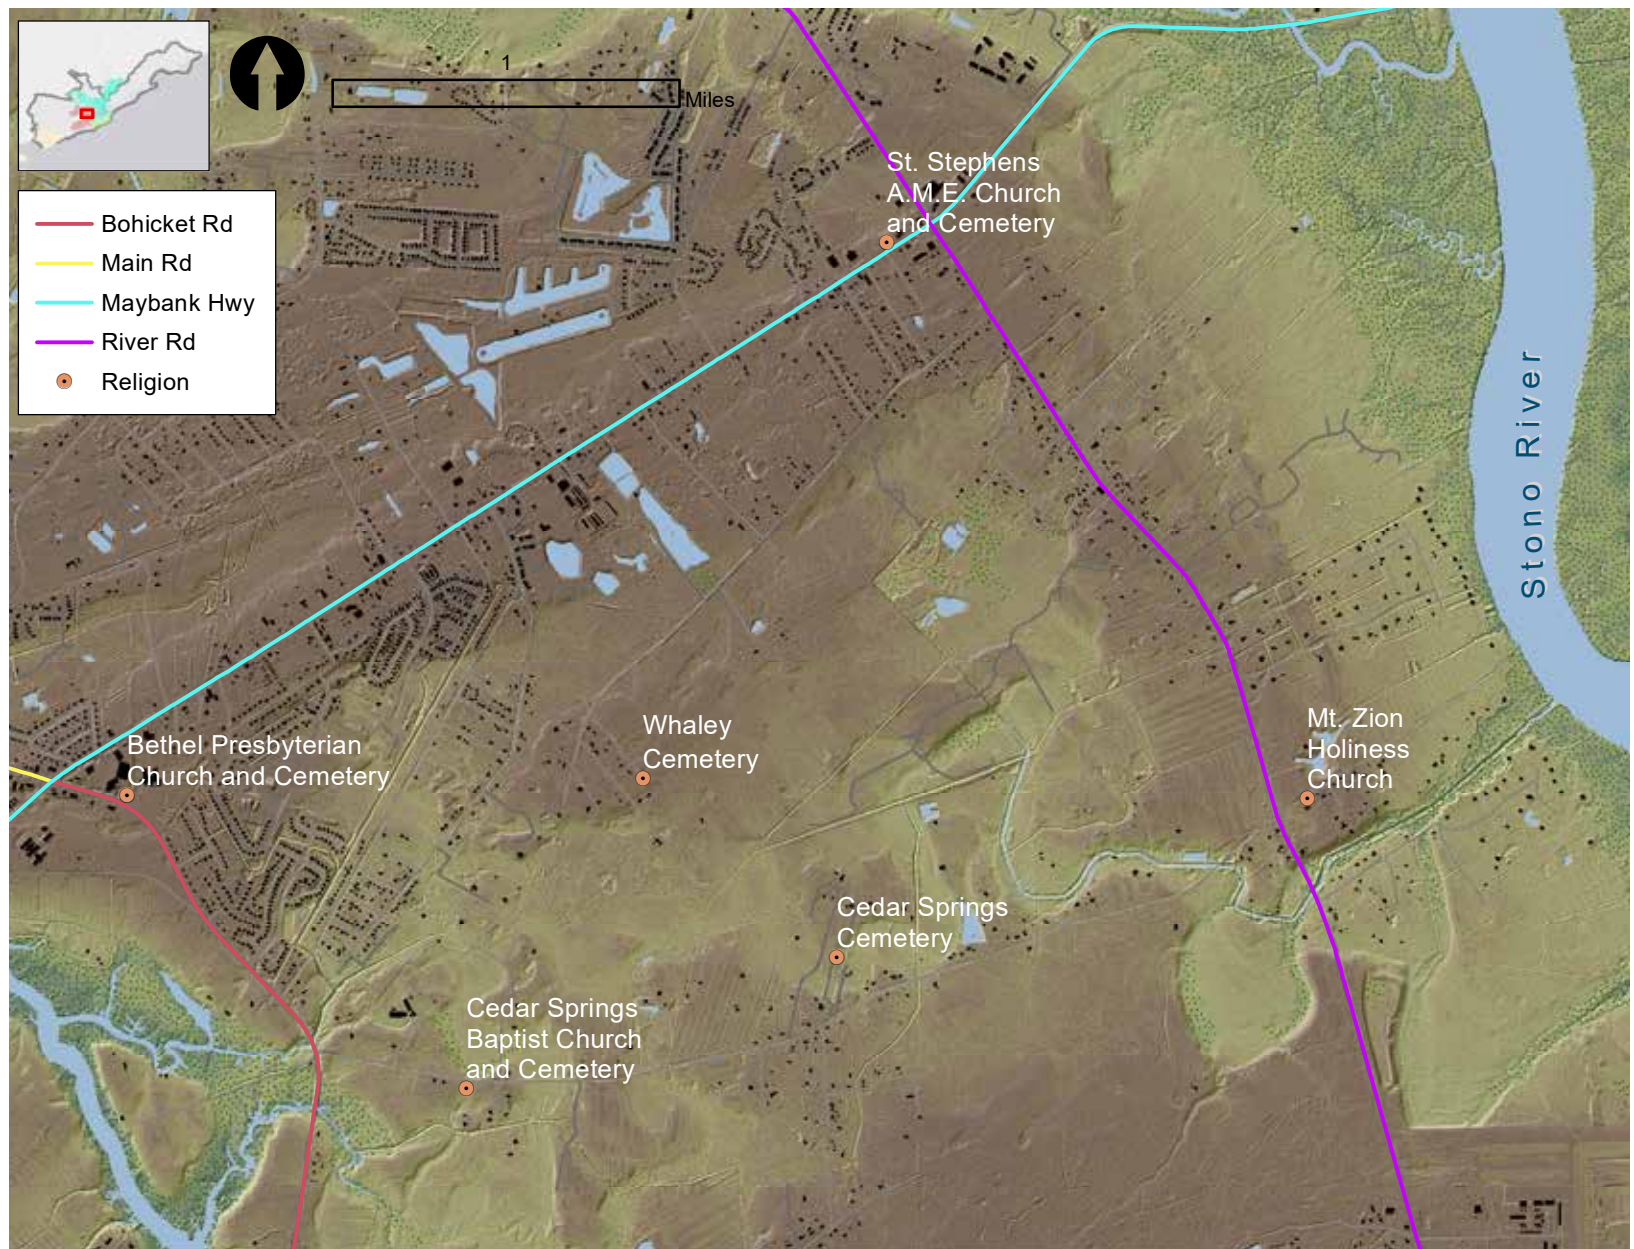 1
Miles
Bohicket Rd
Main Rd
Maybank Hwy
River Rd
Religion
St. Stephens
A.M.E. Church
and Cemetery
Stono River
Whaley
Cemetery
Mt. Zion
Holiness
Church
Bethel Presbyterian
Church and Cemetery
Cedar Springs
Cemetery
Cedar Springs
Baptist Church
and Cemetery